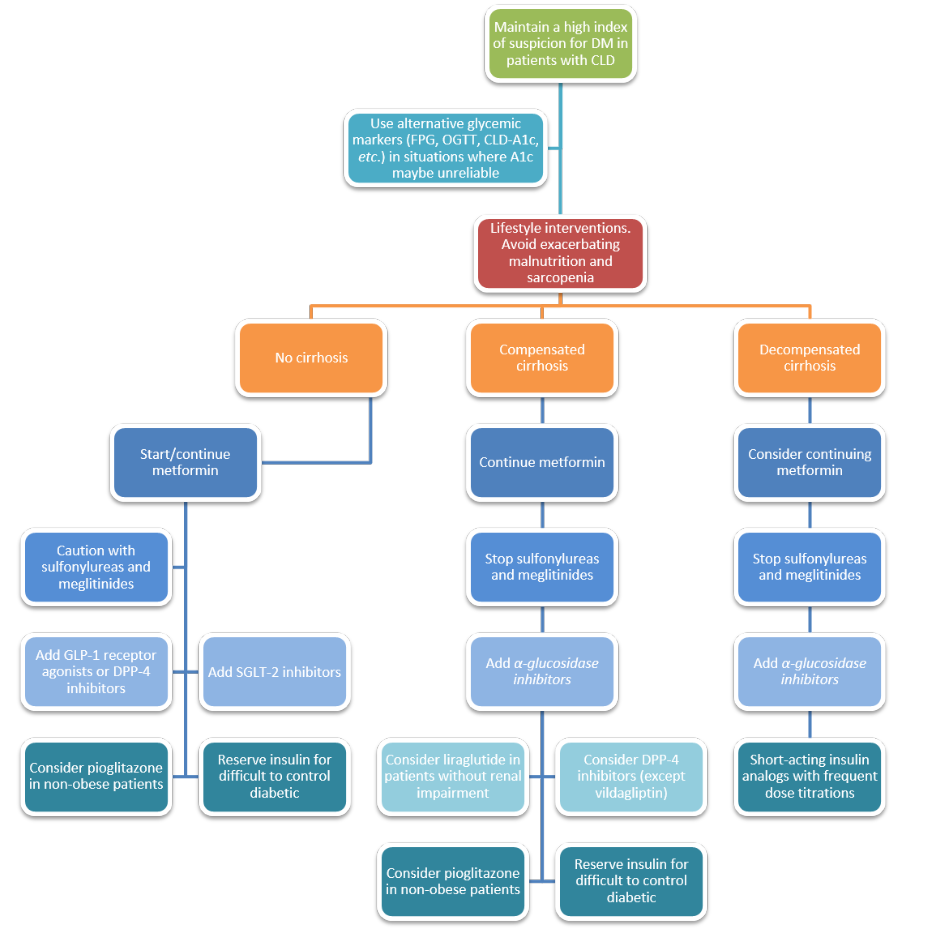 Maintain a high index
of suspicion for DM in
patients with CLD
Use alternative glycemic
markers (FPG, OGTT, CLD-A1c,
etc.) in situations where A1c
maybe unreliable
Lifestyle interventions.
Avoid exacerbating
malnutrition and
sarcopenia
No cirrhosis
Compensated
cirrhosis
Decompensated
cirrhosis
Start/continue
metformin
Continue metformin
Consider continuing
metformin
Caution with
sulfonylureas and
meglitinides
Stop sulfonylureas
and meglitinides
Stop sulfonylureas
and meglitinides
Add GLP-1 receptor
agonists or DPP-4
inhibitors
Add SGLT-2 inhibitors
Add α-glucosidase
inhibitors
Add α-glucosidase
inhibitors
Consider pioglitazone
in non-obese patients
Reserve insulin for
difficult to control
diabetic
Consider liraglutide in
patients without renal
impairment
Consider DPP-4
inhibitors (except
vildagliptin)
Short-acting insulin
analogs with frequent
dose titrations
Consider pioglitazone
in non-obese patients
Reserve insulin for
difficult to control
diabetic